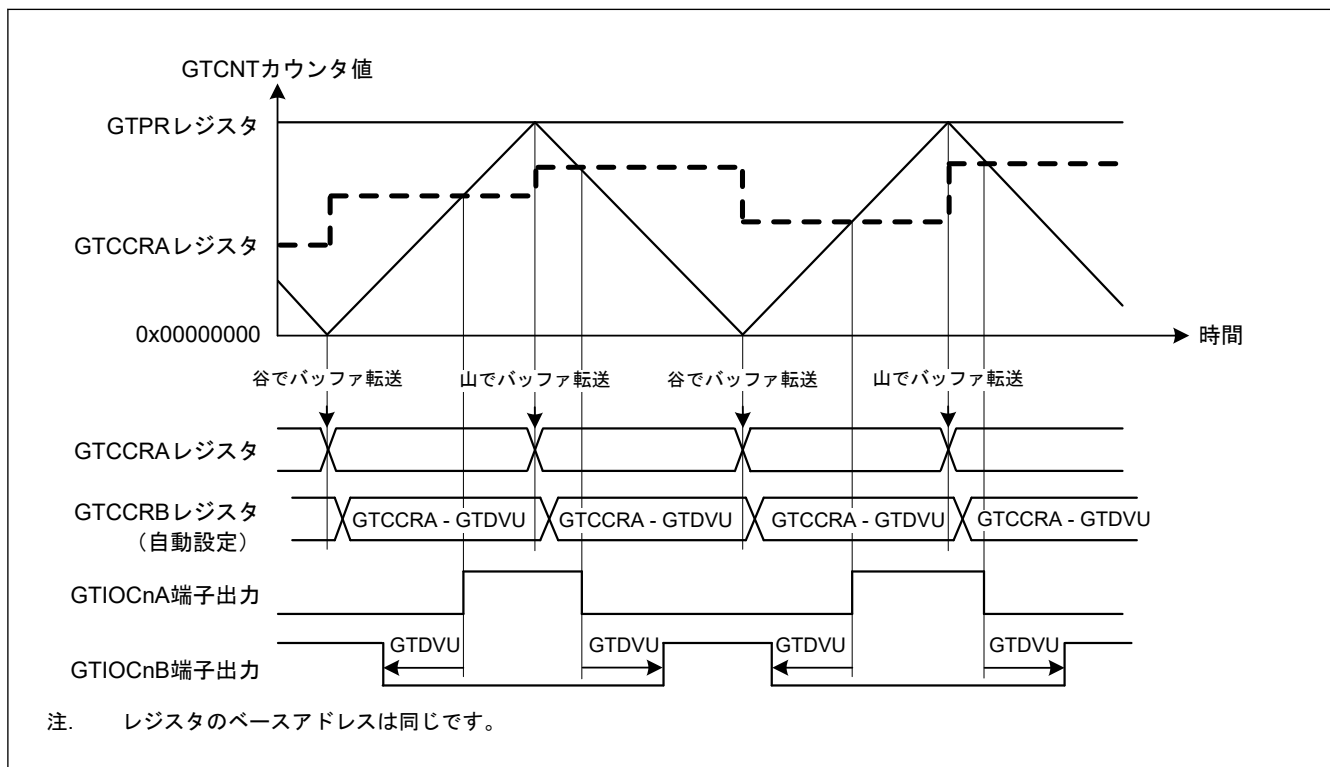 GTCNTカウンタ値
GTPRレジスタ
GTCCRAレジスタ
0x00000000
時間
谷でバッファ転送 山でバッファ転送 谷でバッファ転送 山でバッファ転送
GTCCRAレジスタ
GTCCRBレジスタ
(自動設定)
GTCCRA - GTDVU GTCCRA - GTDVU GTCCRA - GTDVU GTCCRA - GTDVU
GTIOCnA端子出力
GTDVU GTDVU GTDVU GTDVU
GTIOCnB端子出力
注. レジスタのベースアドレスは同じです。